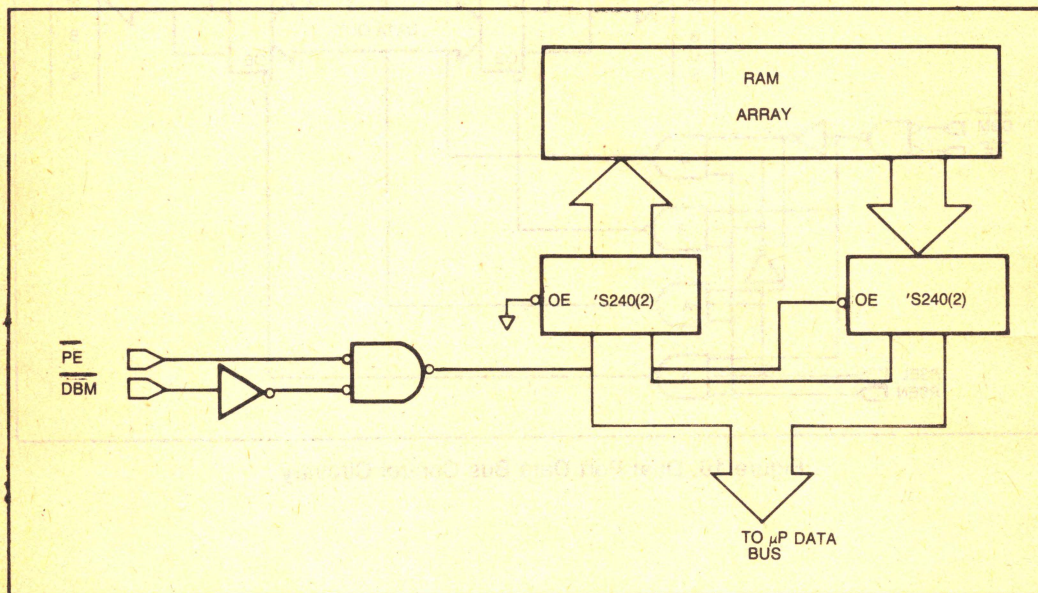 RAM
ARRAY
OE 'S240(2)
OE 'S240(2)
PE
DBM
TO μP DATA
BUS